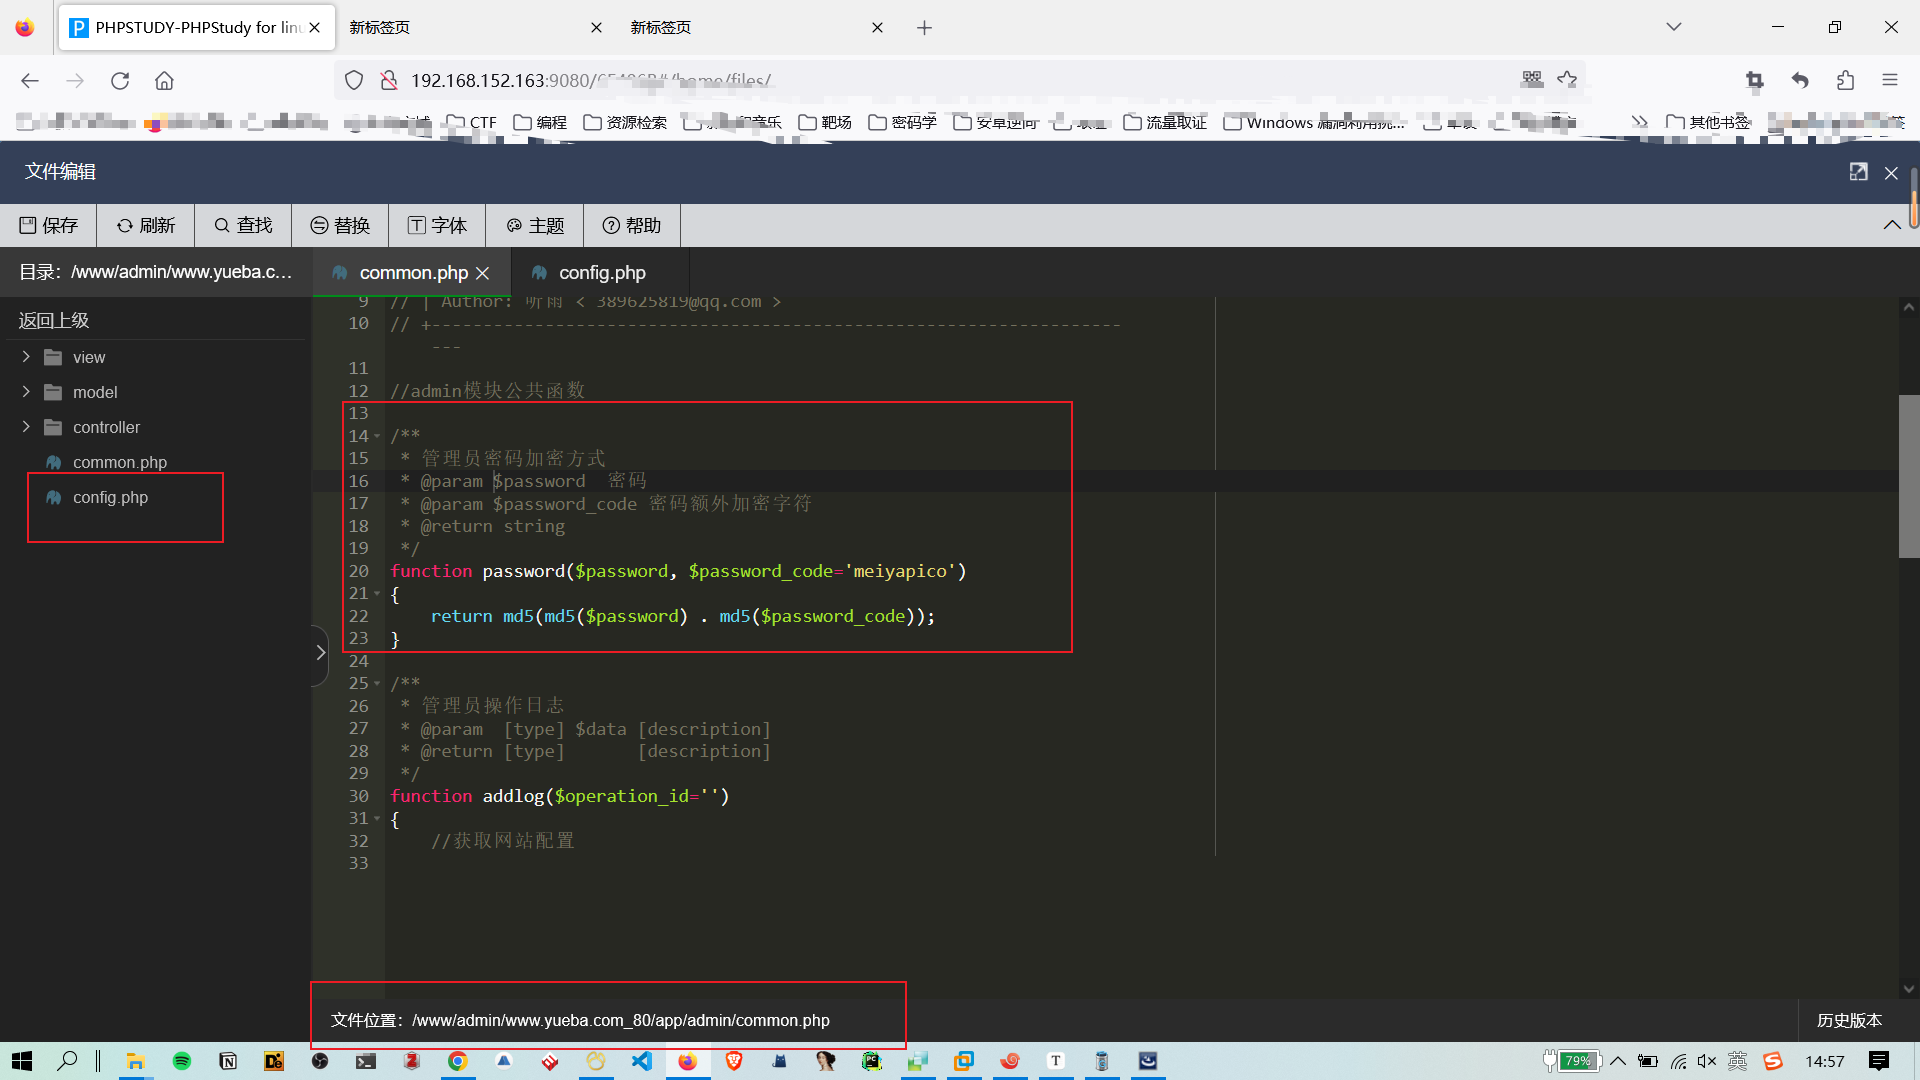 PHPSTUDY-PHPStudy for linu
新标签页
新标签页
192.168.152.163:9080/
/home/files/
CTF
编程
资源检索
靶场
密码学
安卓逆向
流量取证
Windows 漏洞利用挑...
其他书签
文件编辑
保存
刷新
查找
替换
字体
主题
帮助
目录：/www/admin/www.yueba.c...
common.php
config.php
返回上级
view
model
controller
common.php
config.php
9 // | Author: 听雨 < 389625819@qq.com >
10 // +-------------------------------------------------------------------
---
11
12 //admin模块公共函数
13
14 /**
15 * 管理员密码加密方式
16 * @param $password 密码
17 * @param $password_code 密码额外加密字符
18 * @return string
19 */
20 function password($password, $password_code='meiyapico')
21 {
22 return md5(md5($password) . md5($password_code));
23 }
24
25 /**
26 * 管理员操作日志
27 * @param [type] $data [description]
28 * @return [type] [description]
29 */
30 function addlog($operation_id='')
31 {
32 //获取网站配置
33
文件位置：/www/admin/www.yueba.com_80/app/admin/common.php
历史版本
79%
英
14:57